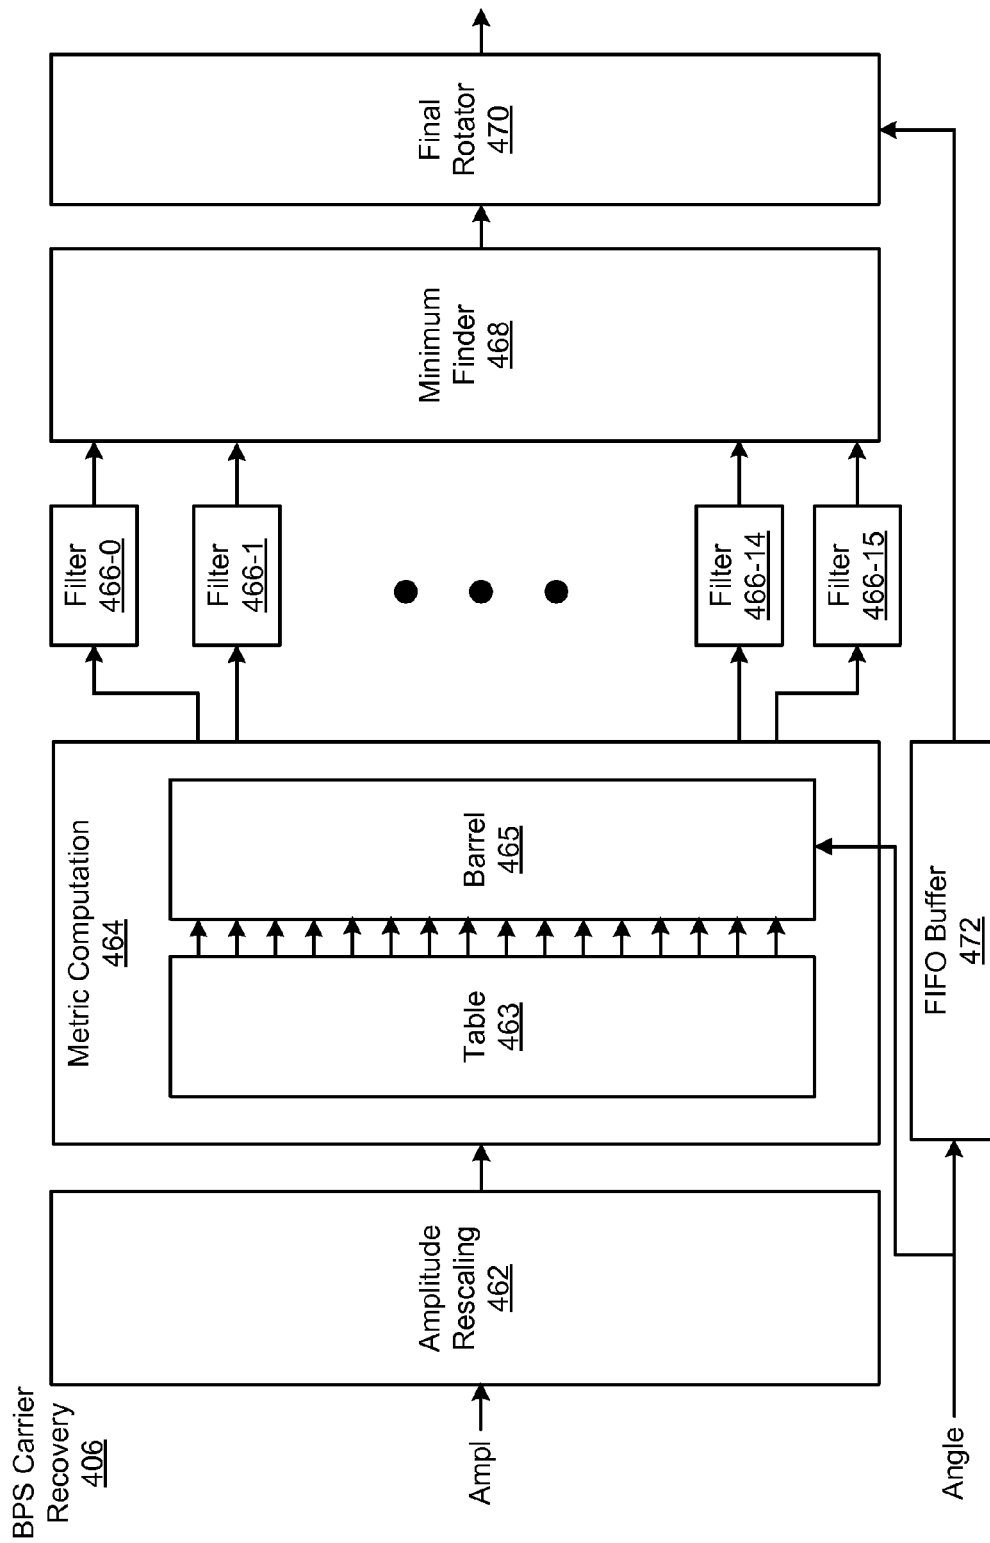 BPS Carrier
Recovery
406
Ampl
Angle
Amplitude
Rescaling
462
Metric Computation
464
Table
463
Barrel
465
FIFO Buffer
472
Filter
466-0
Filter
466-1
Filter
466-14
Filter
466-15
Minimum
Finder
468
Final
Rotator
470